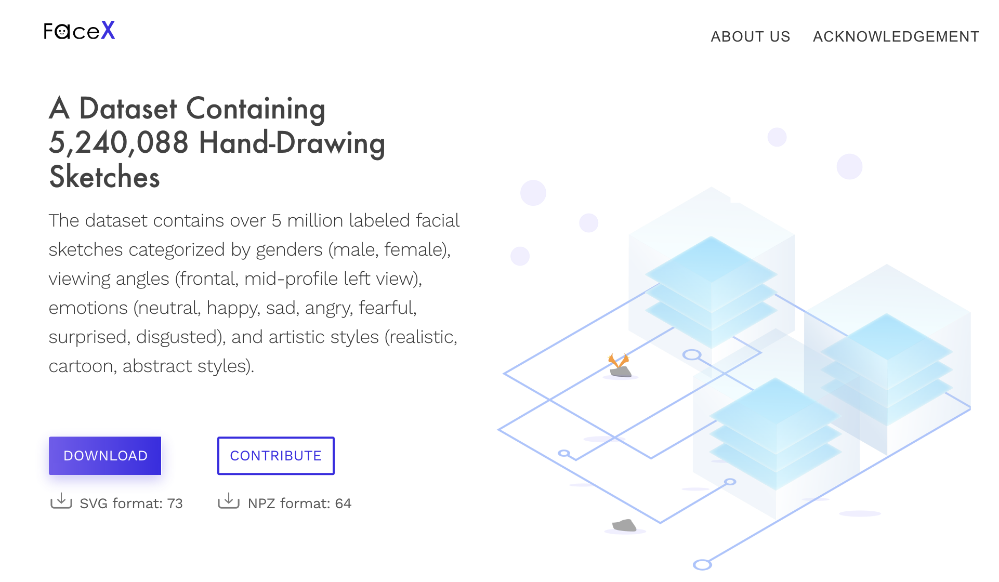 FaceX
ABOUT US
ACKNOWLEDGEMENT
A Dataset Containing
5,240,088 Hand-Drawing
Sketches
The dataset contains over 5 million labeled facial
sketches categorized by genders (male, female),
viewing angles (frontal, mid-profile left view),
emotions (neutral, happy, sad, angry, fearful,
surprised, disgusted), and artistic styles (realistic,
cartoon, abstract styles).
DOWNLOAD
CONTRIBUTE
SVG format: 73
NPZ format: 64